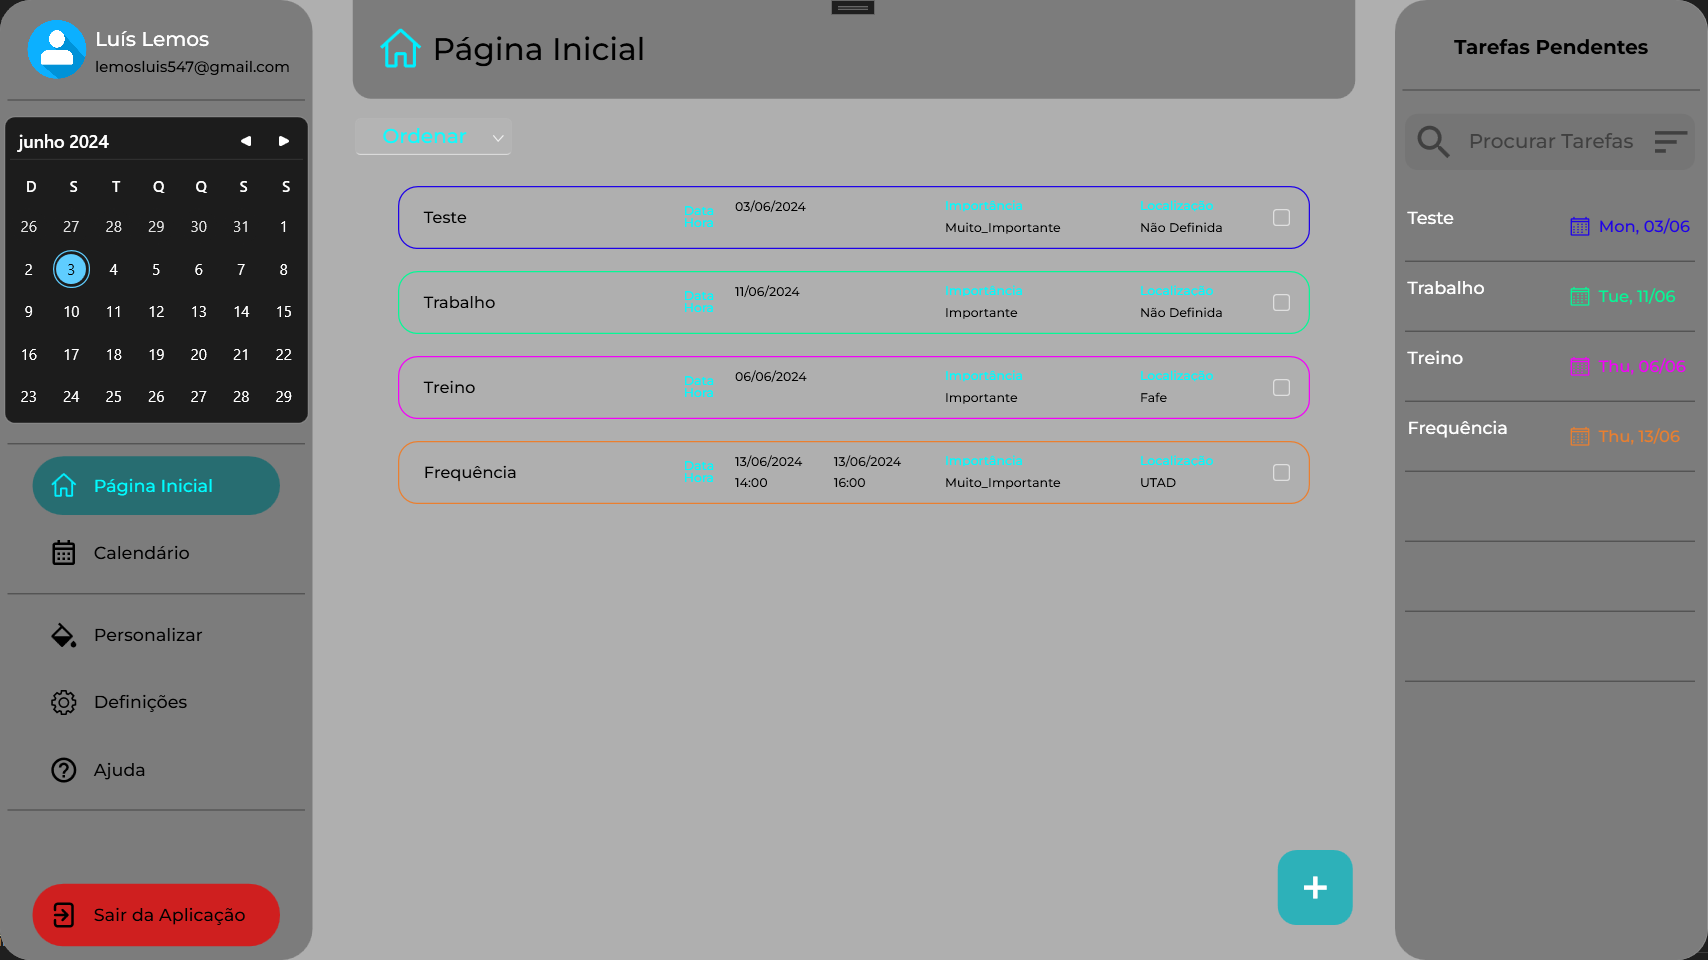 Luís Lemos
lemosluis547@gmail.com
junho 2024
D S T Q Q S S
26 27 28 29 30 31 1
2 3 4 5 6 7 8
9 10 11 12 13 14 15
16 17 18 19 20 21 22
23 24 25 26 27 28 29
Página Inicial
Calendário
Personalizar
Definições
Ajuda
Sair da Aplicação
Página Inicial
Ordenar
Teste
Data
Hora
03/06/2024
Importância
Muito_Importante
Localização
Não Definida
Trabalho
Data
Hora
11/06/2024
Importância
Importante
Localização
Não Definida
Treino
Data
Hora
06/06/2024
Importância
Importante
Localização
Fafe
Frequência
Data
Hora
13/06/2024 13/06/2024
14:00 16:00
Importância
Muito_Importante
Localização
UTAD
+
Tarefas Pendentes
Procurar Tarefas
Teste
Mon, 03/06
Trabalho
Tue, 11/06
Treino
Thu, 06/06
Frequência
Thu, 13/06